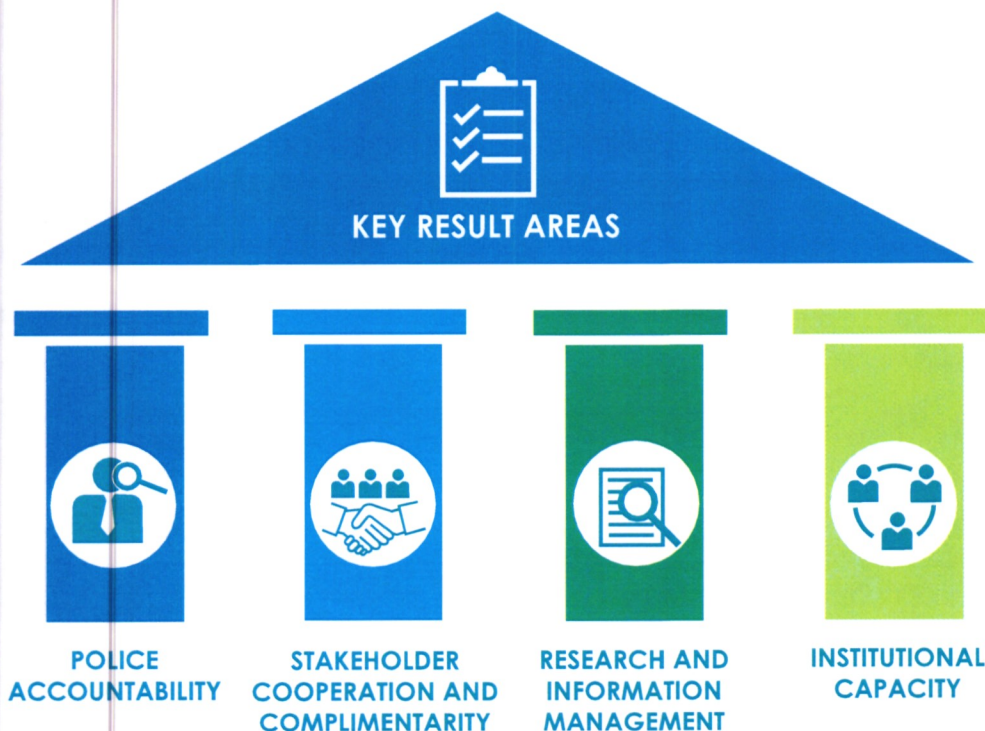 KEY RESULT AREAS
POLICE
ACCOUNTABILITY
STAKEHOLDER
COOPERATION AND
COMPLIMENTARITY
RESEARCH AND
INFORMATION
MANAGEMENT
INSTITUTIONAL
CAPACITY